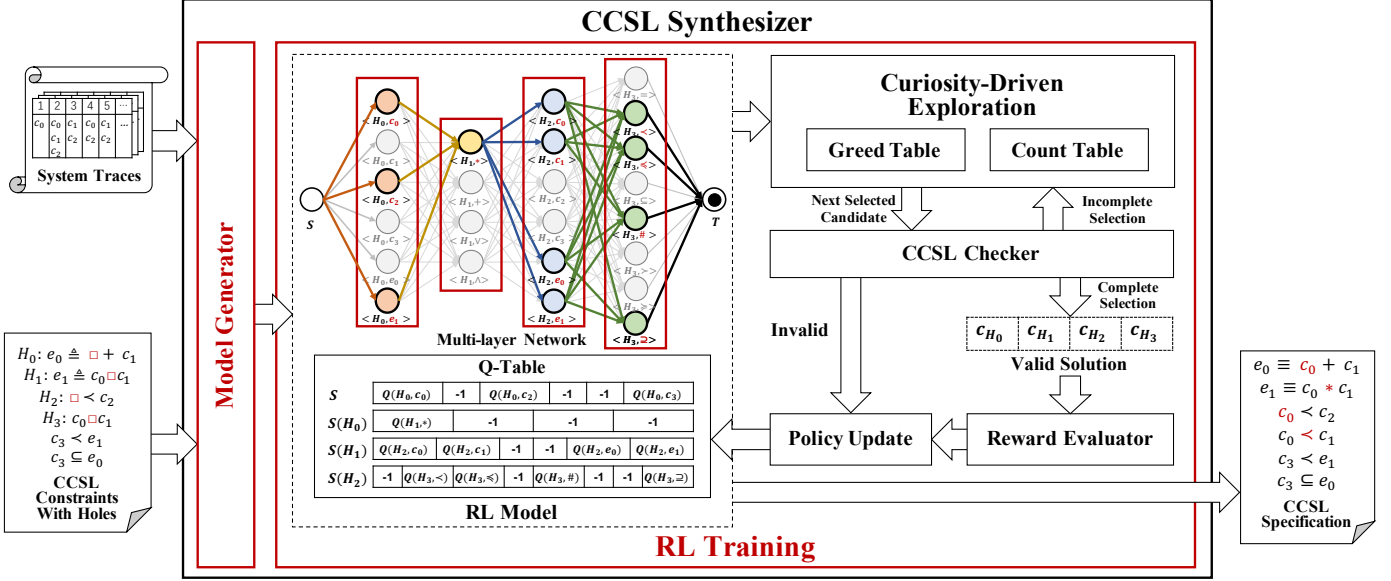 CCSL Synthesizer
1 2 3 4 5 ...
c₀ c₀ c₁ c₀ c₁ ... ...
c₁ c₂ c₂ c₂
c₂
System Traces
H₀: e₀ ≜ □ + c₁
H₁: e₁ ≜ c₀□c₁
H₂: □ ≺ c₂
H₃: c₀□c₁
c₃ ≺ e₁
c₃ ⊆ e₀
CCSL
Constraints
With Holes
Model Generator
S
< H₀, c₀ >
< H₀, c₁ >
< H₀, c₂ >
< H₀, c₃ >
< H₀, e₀ >
< H₀, e₁ >
< H₁, * >
< H₁, + >
< H₁, ∨ >
< H₁, ∧ >
< H₂, c₀ >
< H₂, c₁ >
< H₂, c₂ >
< H₂, c₃ >
< H₂, e₀ >
< H₂, e₁ >
< H₃, = >
< H₃, ≺ >
< H₃, ≼ >
< H₃, ⊆ >
< H₃, # >
< H₃, ≻ >
< H₃, ≽ >
< H₃, ⊇ >
T
Multi-layer Network
Q-Table
S Q(H₀, c₀) -1 Q(H₀, c₂) -1 -1 Q(H₀, c₃)
S(H₀) Q(H₁, *) -1 -1 -1
S(H₁) Q(H₂, c₀) Q(H₂, c₁) -1 -1 Q(H₂, e₀) Q(H₂, e₁)
S(H₂) -1 Q(H₃, ≺) Q(H₃, ≼) -1 Q(H₃, #) -1 -1 Q(H₃, ⊇)
RL Model
RL Training
Curiosity-Driven
Exploration
Greed Table
Count Table
Next Selected
Candidate
Incomplete
Selection
CCSL Checker
Invalid
Complete
Selection
c_H₀ c_H₁ c_H₂ c_H₃
Valid Solution
Policy Update
Reward Evaluator
e₀ ≡ c₀ + c₁
e₁ ≡ c₀ * c₁
c₀ ≺ c₂
c₀ ≺ c₁
c₃ ≺ e₁
c₃ ⊆ e₀
CCSL
Specification